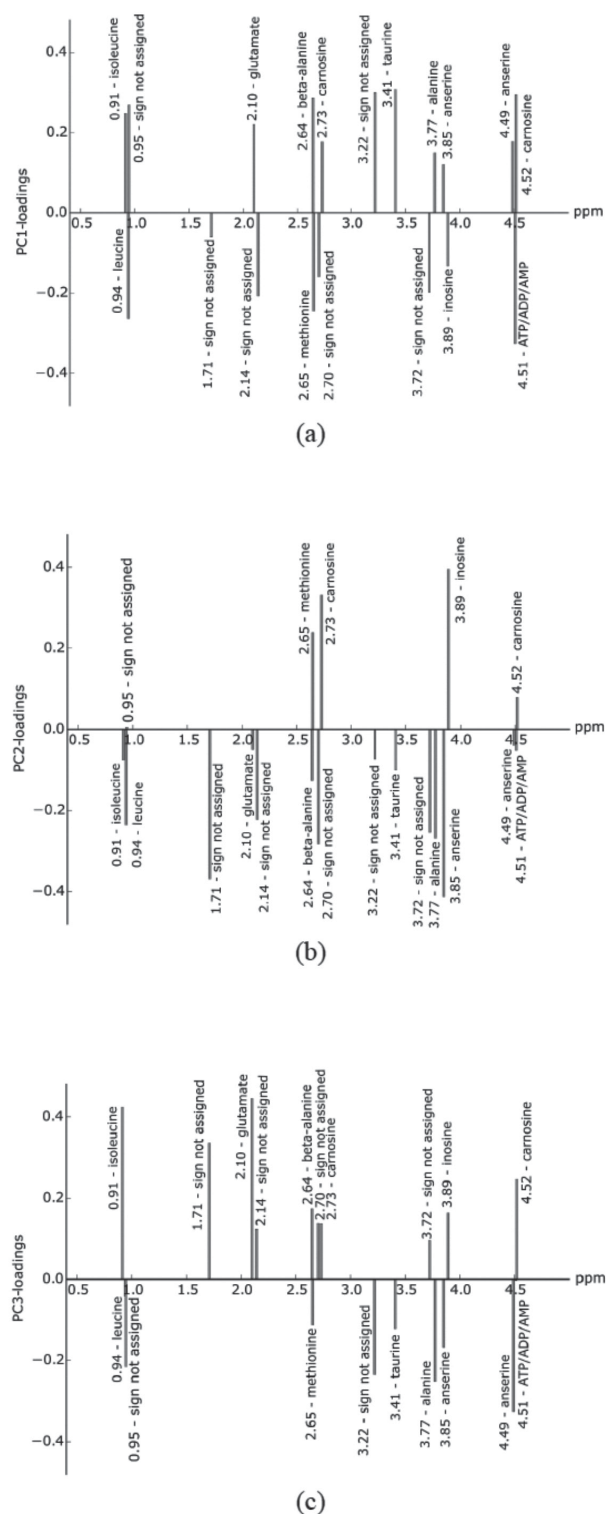 PC1-loadings
0.4
0.2
0.0
−0.2
−0.4
0.5
1.0
1.5
2.0
2.5
3.0
3.5
4.0
4.5
ppm
0.91 - isoleucine
0.95 - sign not assigned
2.10 - glutamate
2.64 - beta-alanine
2.73 - carnosine
3.22 - sign not assigned
3.41 - taurine
3.77 - alanine
3.85 - anserine
4.49 - anserine
4.52 - carnosine
0.94 - leucine
1.71 - sign not assigned
2.14 - sign not assigned
2.65 - methionine
2.70 - sign not assigned
3.72 - sign not assigned
3.89 - inosine
4.51 - ATP/ADP/AMP
(a)
PC2-loadings
0.4
0.2
0.0
−0.2
−0.4
0.5
1.0
1.5
2.0
2.5
3.0
3.5
4.0
4.5
ppm
0.95 - sign not assigned
2.65 - methionine
2.73 - carnosine
3.89 - inosine
4.52 - carnosine
0.91 - isoleucine
0.94 - leucine
1.71 - sign not assigned
2.10 - glutamate
2.14 - sign not assigned
2.64 - beta-alanine
2.70 - sign not assigned
3.22 - sign not assigned
3.41 - taurine
3.72 - sign not assigned
3.77 - alanine
3.85 - anserine
4.49 - anserine
4.51 - ATP/ADP/AMP
(b)
PC3-loadings
0.4
0.2
0.0
−0.2
−0.4
0.5
1.0
1.5
2.0
2.5
3.0
3.5
4.0
4.5
ppm
0.91 - isoleucine
1.71 - sign not assigned
2.10 - glutamate
2.14 - sign not assigned
2.64 - beta-alanine
2.70 - sign not assigned
2.73 - carnosine
3.72 - sign not assigned
3.89 - inosine
4.52 - carnosine
0.94 - leucine
0.95 - sign not assigned
2.65 - methionine
3.22 - sign not assigned
3.41 - taurine
3.77 - alanine
3.85 - anserine
4.49 - anserine
4.51 - ATP/ADP/AMP
(c)